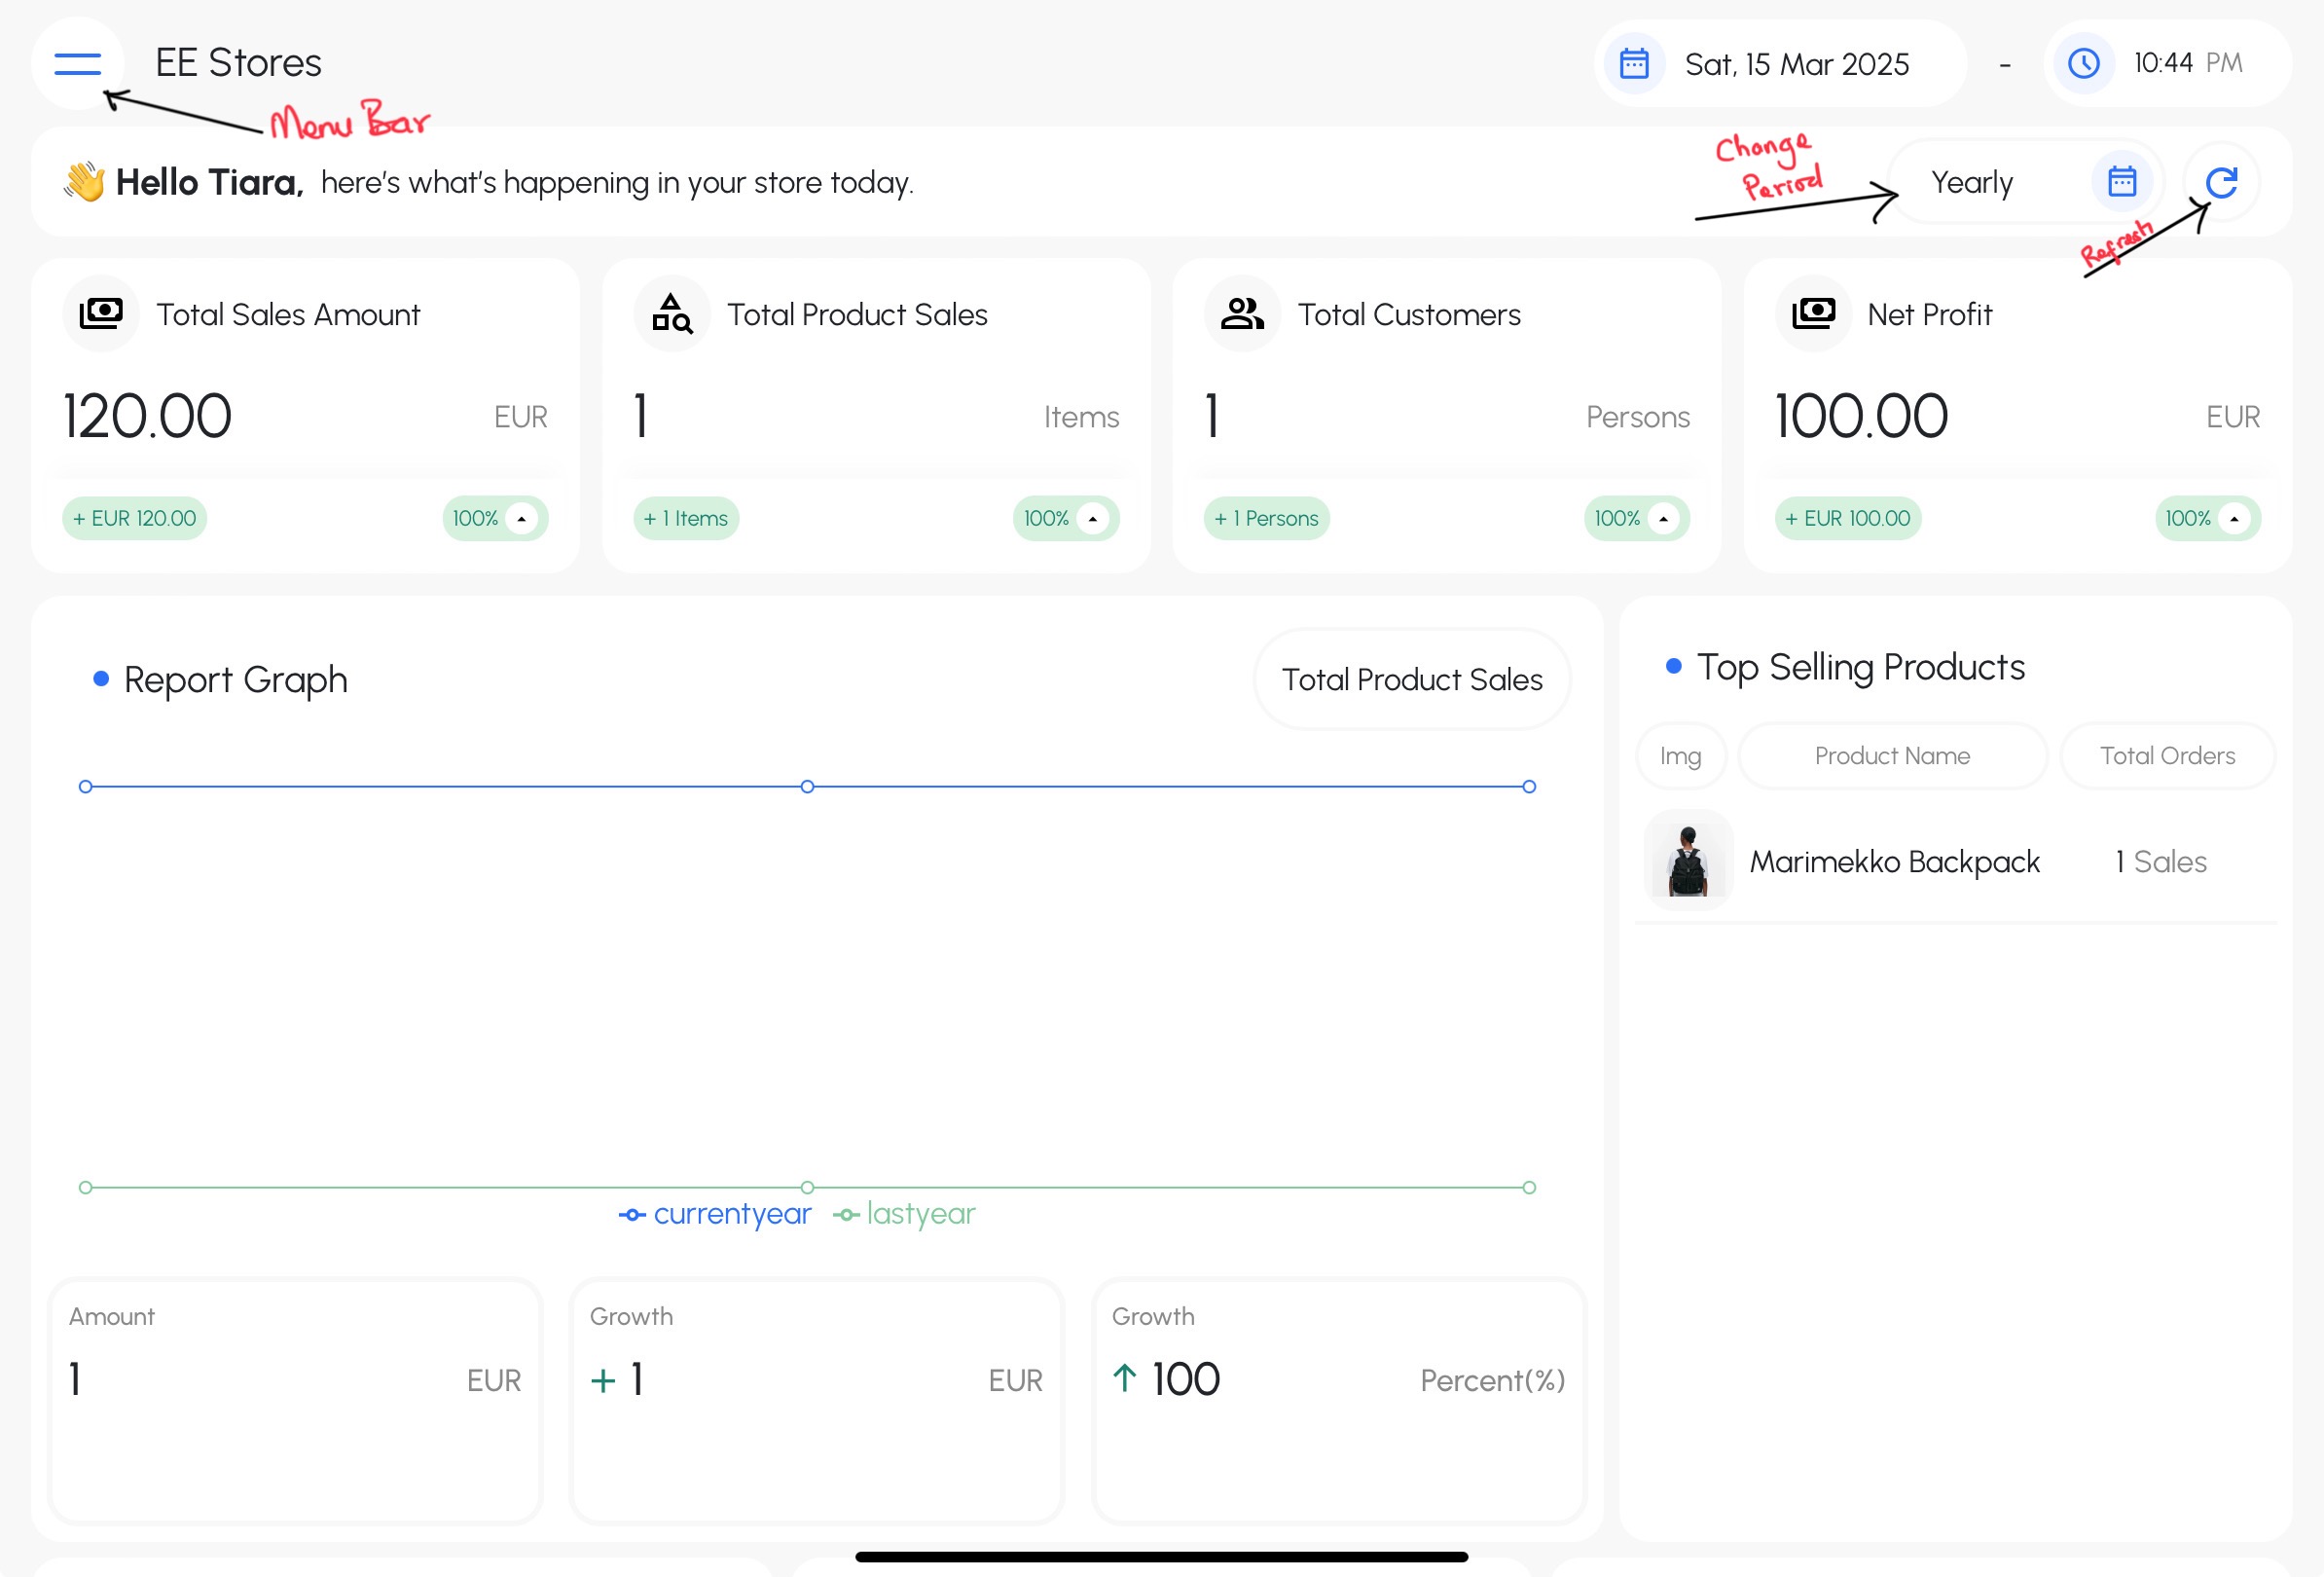 EE Stores
Sat, 15 Mar 2025 - 10:44 PM
Menu Bar
👋 Hello Tiara, here's what's happening in your store today.
Change
Period
Yearly
Refresh
Total Sales Amount
120.00 EUR
+ EUR 120.00 100%
Total Product Sales
1 Items
+ 1 Items 100%
Total Customers
1 Persons
+ 1 Persons 100%
Net Profit
100.00 EUR
+ EUR 100.00 100%
Report Graph
Total Product Sales
currentyear lastyear
Amount
1 EUR
Growth
+ 1 EUR
Growth
↑ 100 Percent(%)
Top Selling Products
Img Product Name Total Orders
Marimekko Backpack 1 Sales